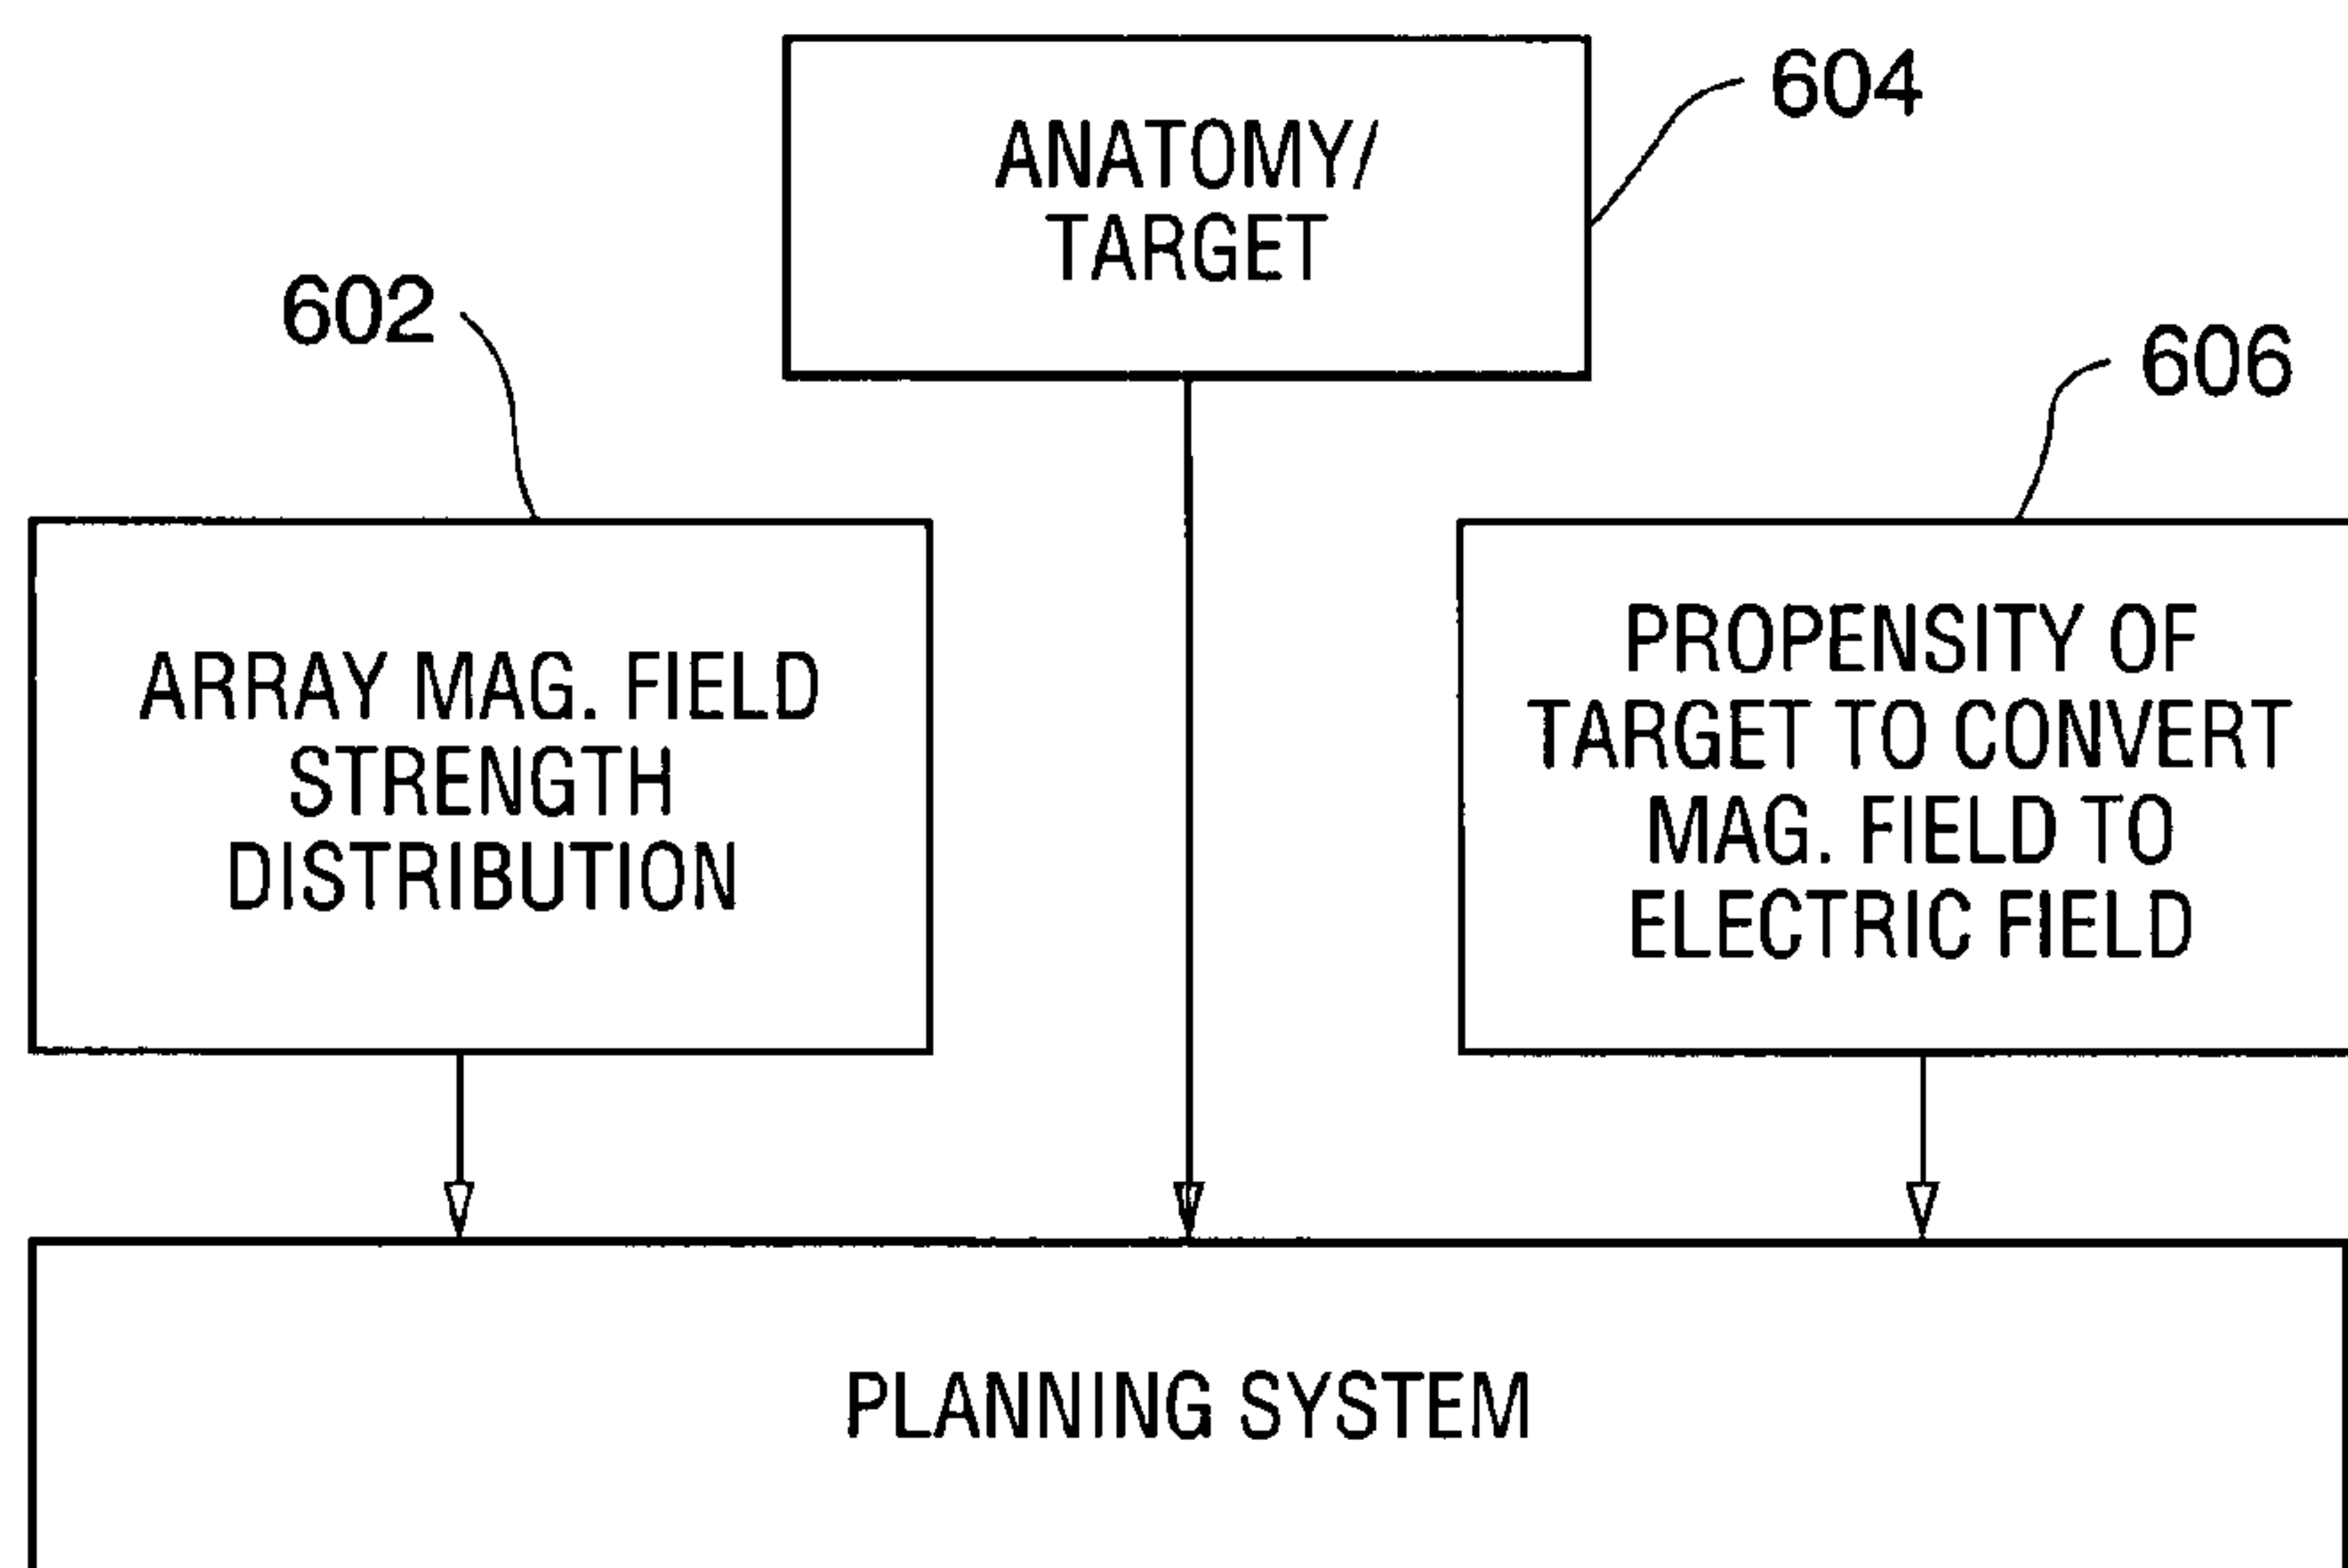 604
ANATOMY/
TARGET
602
606
ARRAY MAG. FIELD
STRENGTH
DISTRIBUTION
PROPENSITY OF
TARGET TO CONVERT
MAG. FIELD TO
ELECTRIC FIELD
PLANNING SYSTEM